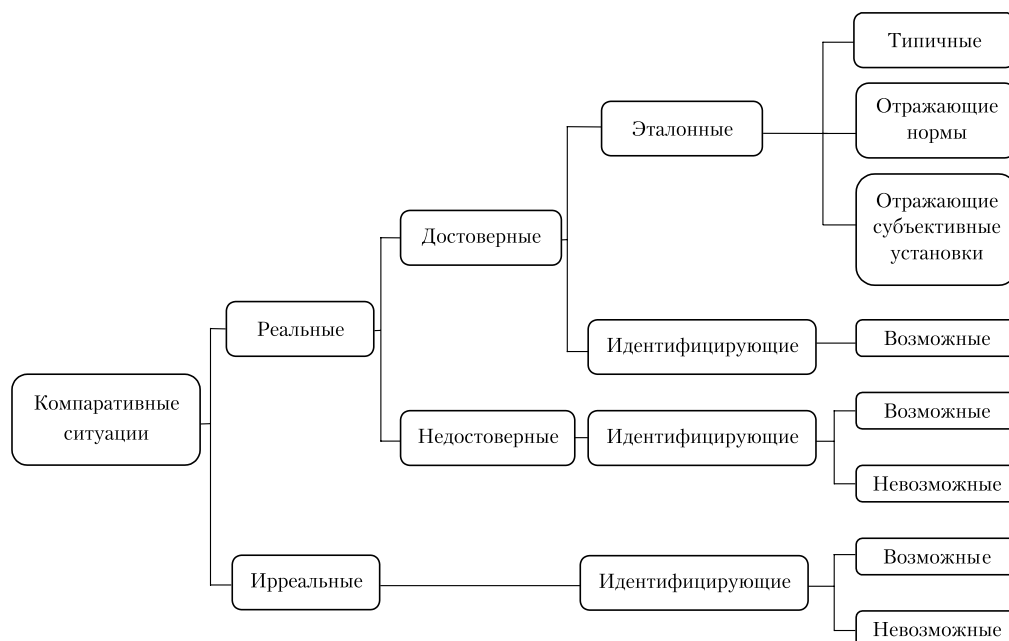 Типичные
Отражающие
нормы
Эталонные
Отражающие
субъективные
установки
Достоверные
Реальные
Идентифицирующие
Возможные
Компаративные
ситуации
Недостоверные
Идентифицирующие
Возможные
Невозможные
Ирреальные
Идентифицирующие
Возможные
Невозможные